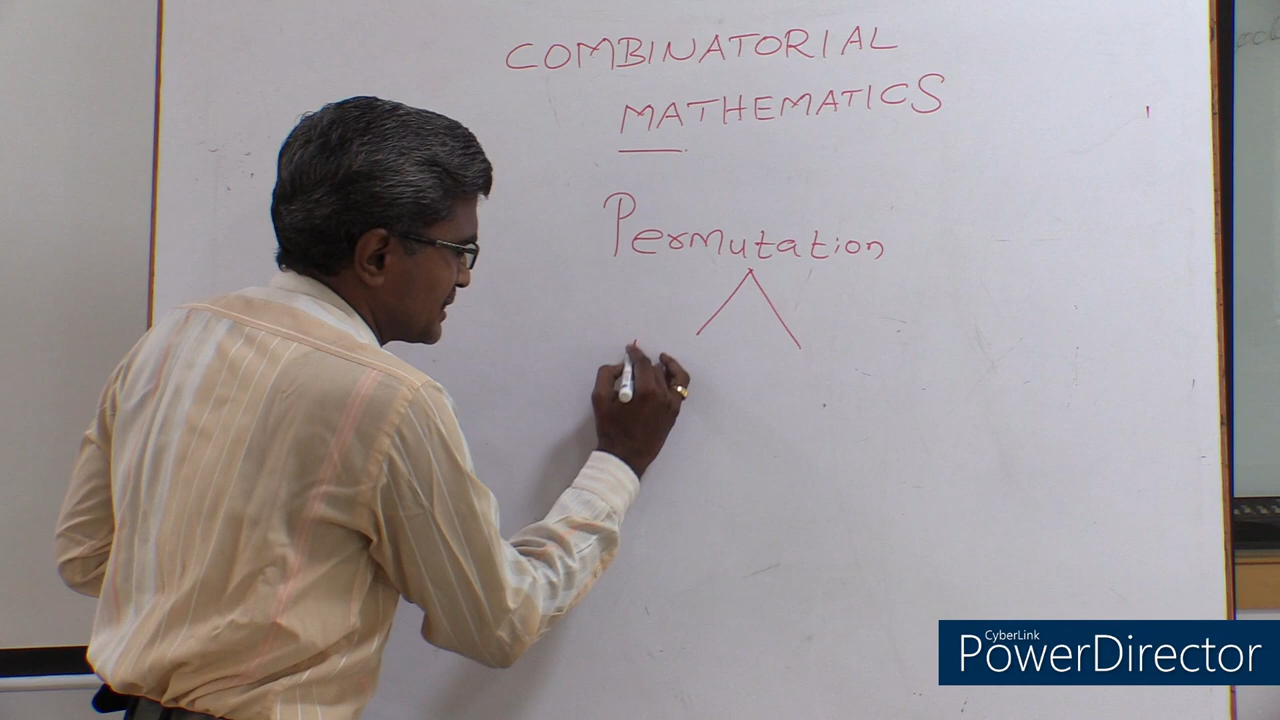 COMBINATORIAL
MATHEMATICS
Permutation
CyberLink
PowerDirector